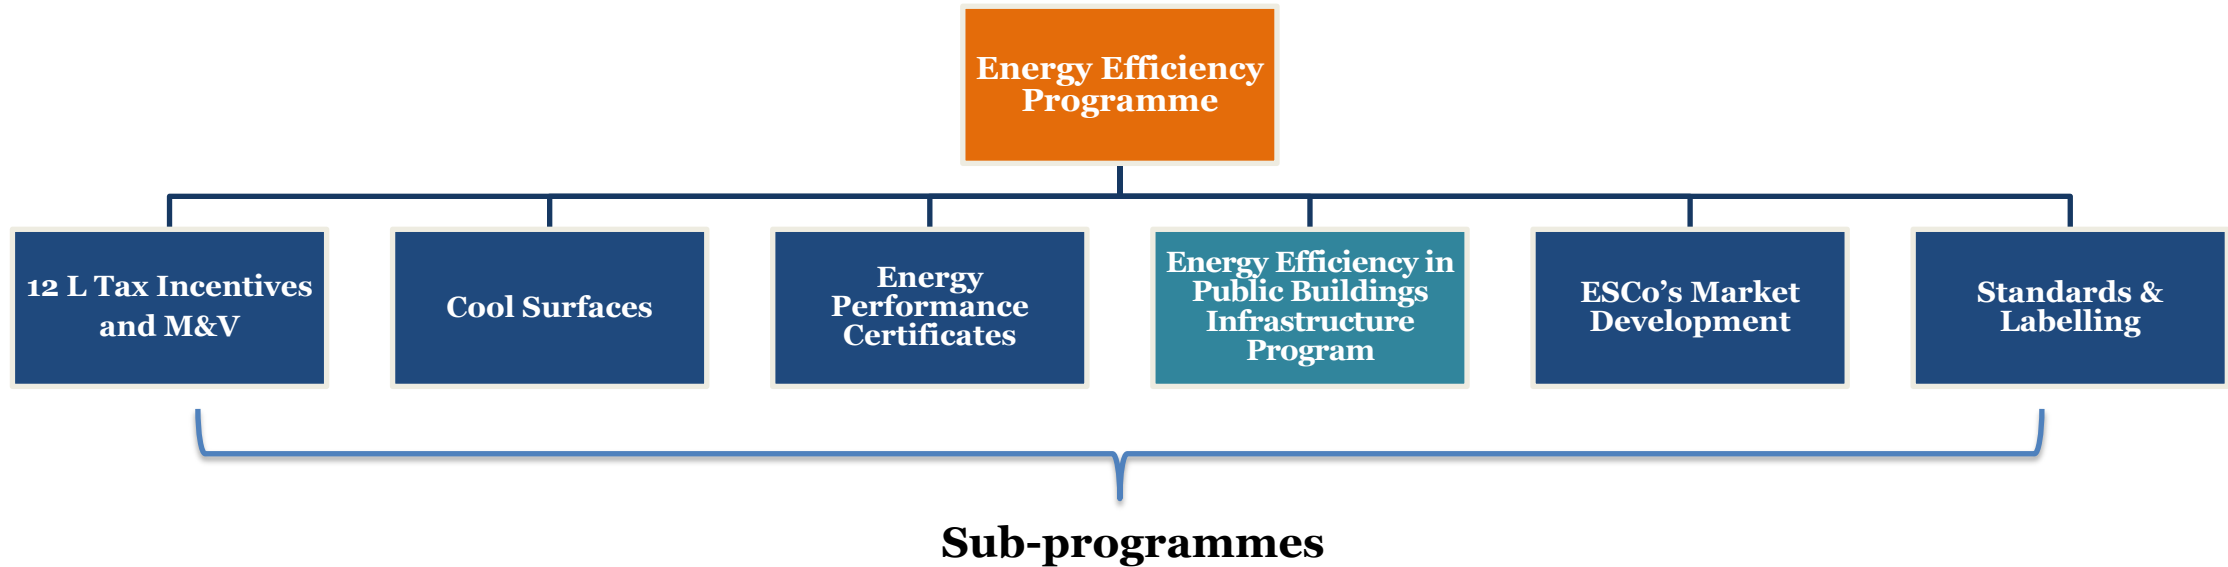 Energy Efficiency
Programme
12 L Tax Incentives
and M&V
Cool Surfaces
Energy
Performance
Certificates
Energy Efficiency in
Public Buildings
Infrastructure
Program
ESCo’s Market
Development
Standards &
Labelling
Sub-programmes